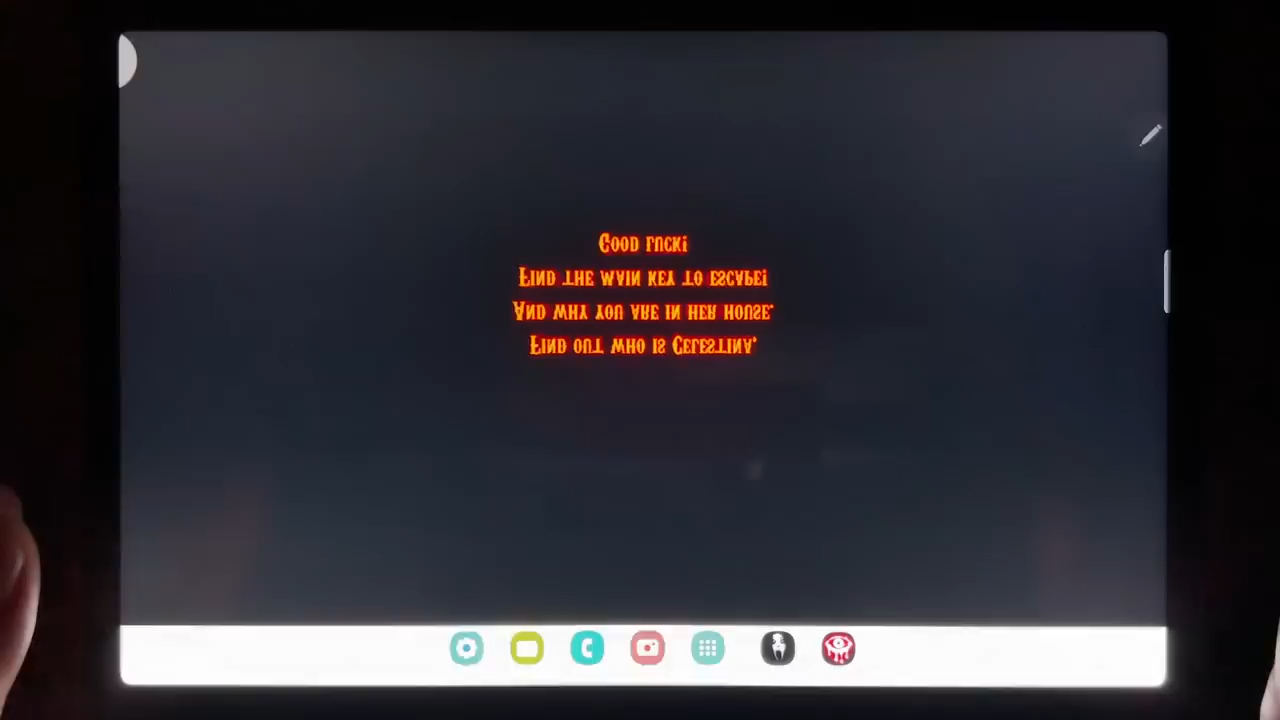 Find out who is Celestina,
And why you are in her house.
Find the main key to escape!
Good luck!